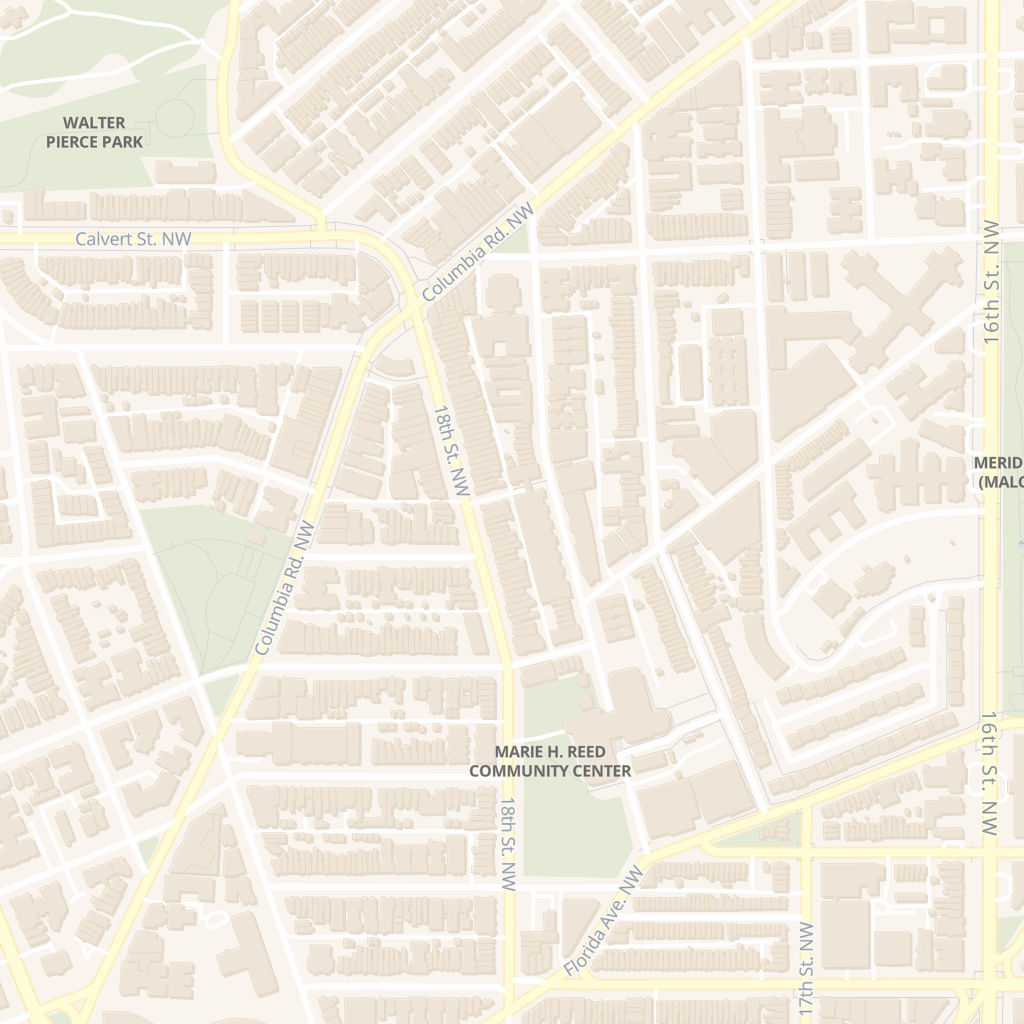 WALTER
PIERCE PARK
Calvert St. NW
Columbia Rd. NW
16th St. NW
18th St. NW
MERID
(MALC
Columbia Rd. NW
MARIE H. REED
COMMUNITY CENTER
16th St. NW
18th St. NW
Florida Ave. NW
17th St. NW